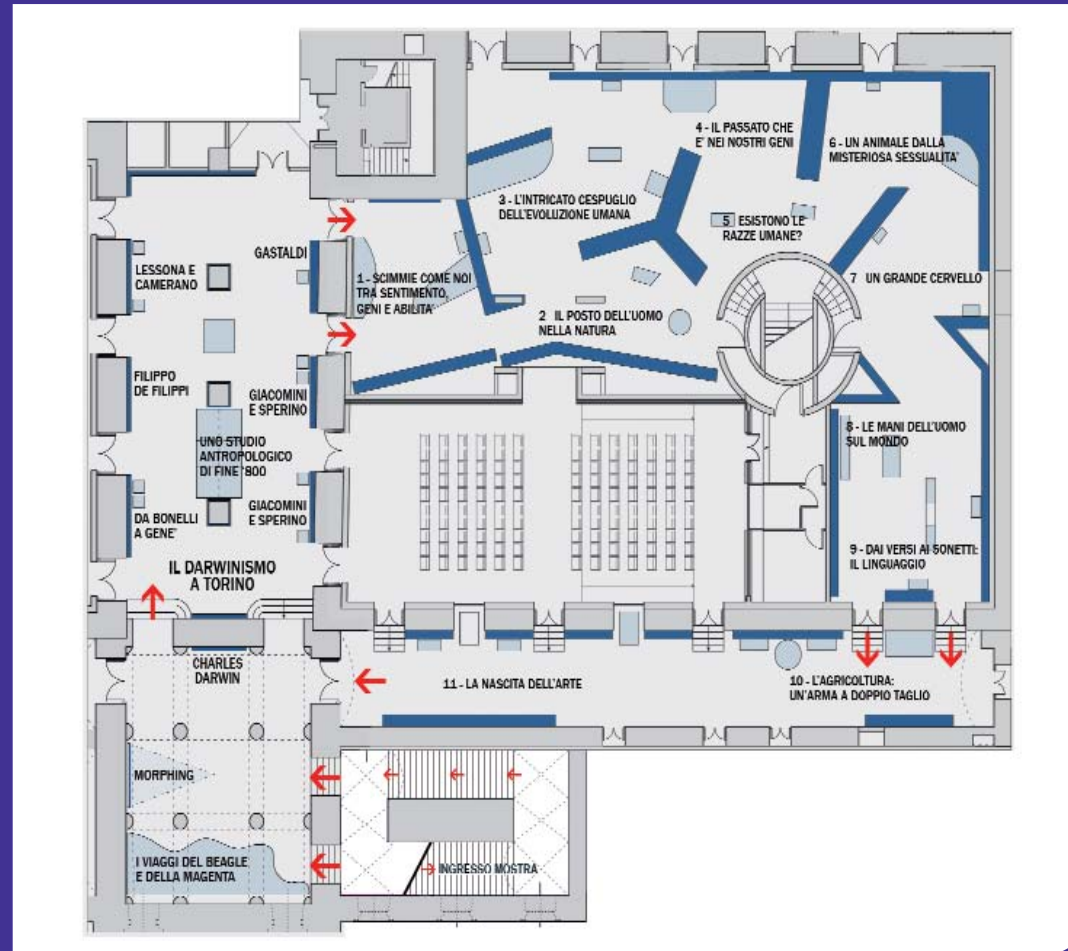 4 - IL PASSATO CHE
E' NEI NOSTRI GENI
6 - UN ANIMALE DALLA
MISTERIOSA SESSUALITA'
3 - L'INTRICATO CESPUGLIO
DELL'EVOLUZIONE UMANA
5 ESISTONO LE
RAZZE UMANE?
GASTALDI
LESSONA E
CAMERANO
1 - SCIMMIE COME NOI
TRA SENTIMENTO,
GENI E ABILITA'
7 UN GRANDE CERVELLO
2 IL POSTO DELL'UOMO
NELLA NATURA
FILIPPO
DE FILIPPI
GIACOMINI
E SPERINO
UNO STUDIO
ANTROPOLOGICO
DI FINE '800
8 - LE MANI DELL'UOMO
SUL MONDO
DA BONELLI
A GENE'
GIACOMINI
E SPERINO
9 - DAI VERSI AI SONETTI:
IL LINGUAGGIO
IL DARWINISMO
A TORINO
CHARLES
DARWIN
11 - LA NASCITA DELL'ARTE
10 - L'AGRICOLTURA:
UN'ARMA A DOPPIO TAGLIO
MORPHING
I VIAGGI DEL BEAGLE
E DELLA MAGENTA
INGRESSO MOSTRA